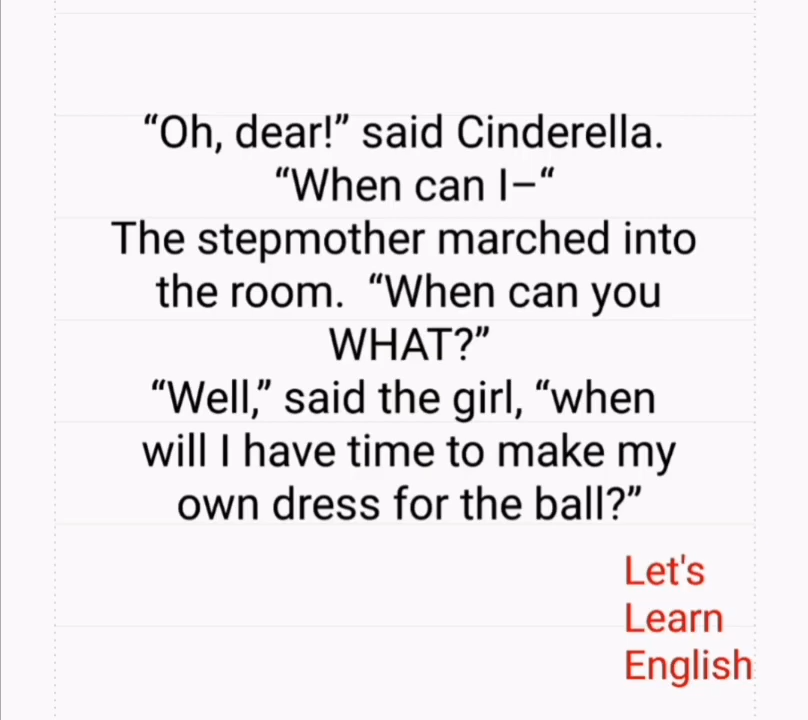 “Oh, dear!” said Cinderella.
“When can I–“
The stepmother marched into
the room.  “When can you
WHAT?”
“Well,” said the girl, “when
will I have time to make my
own dress for the ball?”
Let's
Learn
English